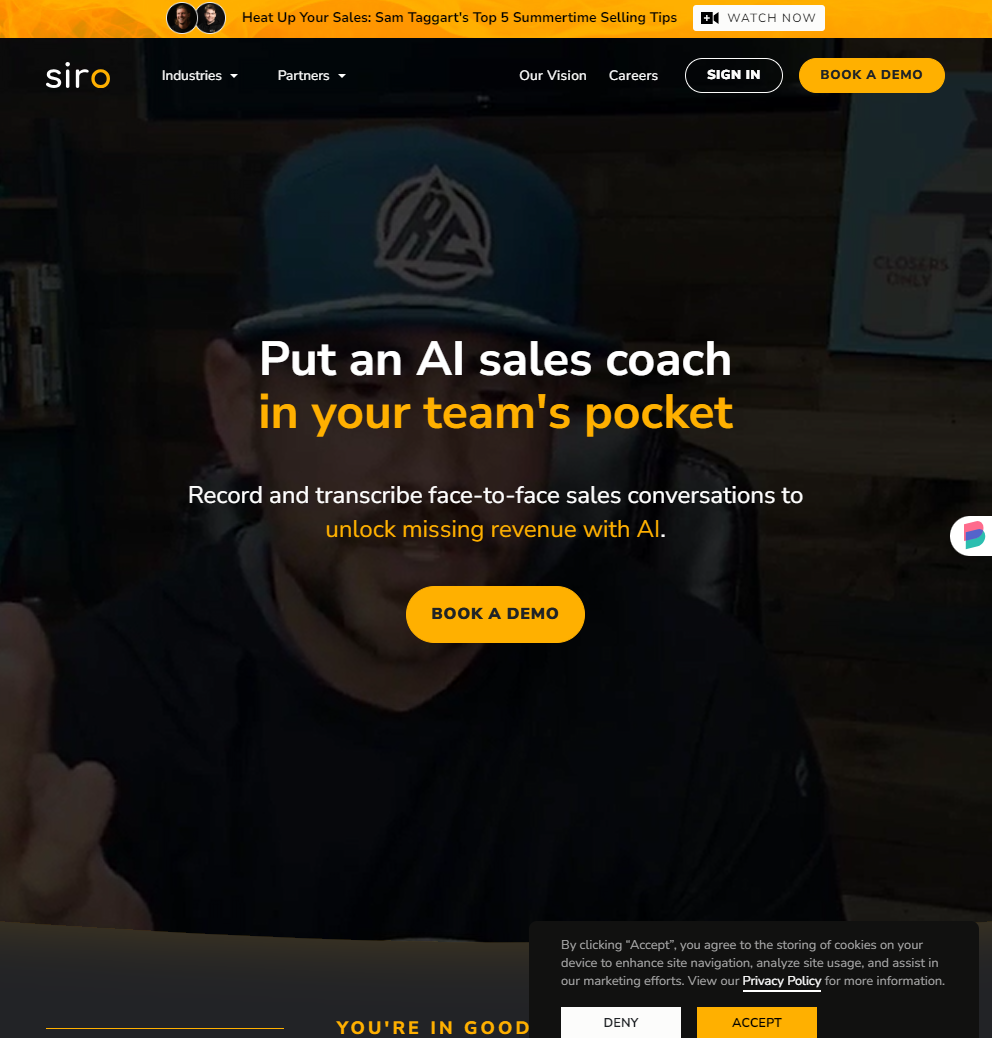 Heat Up Your Sales: Sam Taggart's Top 5 Summertime Selling Tips WATCH NOW
siro Industries Partners Our Vision Careers SIGN IN BOOK A DEMO
RC
CLOSERS
ONLY
Put an AI sales coach
in your team's pocket
Record and transcribe face-to-face sales conversations to
unlock missing revenue with AI.
BOOK A DEMO
By clicking “Accept”, you agree to the storing of cookies on your
device to enhance site navigation, analyze site usage, and assist in
our marketing efforts. View our Privacy Policy for more information.
DENY ACCEPT
YOU'RE IN GOOD